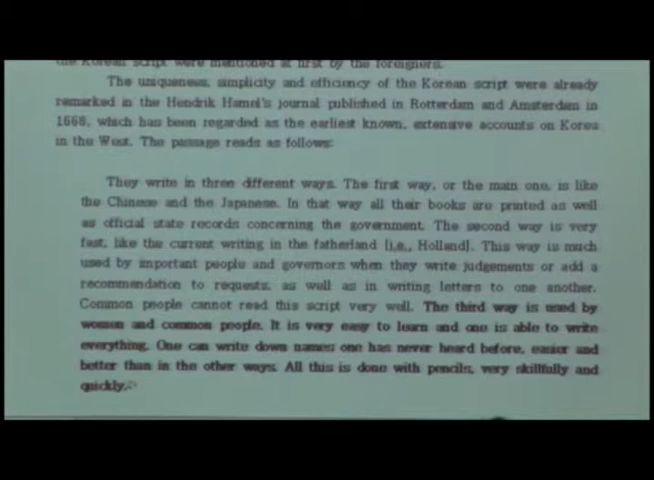 the Korean script were mentioned at first by the foreigners.
The uniqueness, simplicity and efficiency of the Korean script were already
remarked in the Hendrik Hamel's journal published in Rotterdam and Amsterdam in
1668, which has been regarded as the earliest known, extensive accounts on Korea
in the West. The passage reads as follows:
They write in three different ways. The first way, or the main one, is like
the Chinese and the Japanese. In that way all their books are printed as well
as official state records concerning the government. The second way is very
fast, like the current writing in the fatherland [i.e., Holland]. This way is much
used by important people and governors when they write judgements or add a
recommendation to requests, as well as in writing letters to one another.
Common people cannot read this script very well. The third way is used by
women and common people. It is very easy to learn and one is able to write
everything. One can write down names one has never heard before, easier and
better than in the other ways. All this is done with pencils, very skillfully and
quickly.